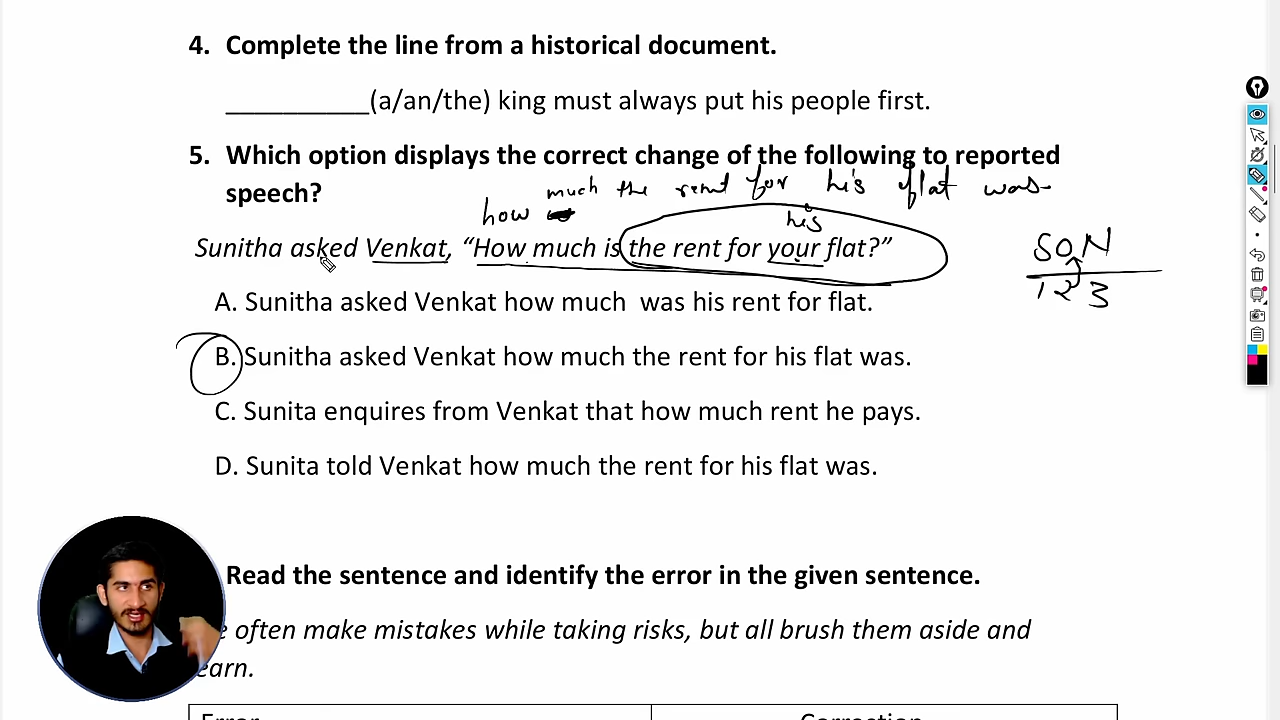 4. Complete the line from a historical document.
__________(a/an/the) king must always put his people first.
5. Which option displays the correct change of the following to reported
speech?
much the rent for his flat was
how
his
Sunitha asked Venkat, “How much is the rent for your flat?”
SON
1 2 3
A. Sunitha asked Venkat how much was his rent for flat.
B. Sunitha asked Venkat how much the rent for his flat was.
C. Sunita enquires from Venkat that how much rent he pays.
D. Sunita told Venkat how much the rent for his flat was.
Read the sentence and identify the error in the given sentence.
often make mistakes while taking risks, but all brush them aside and
earn.
Error Correction